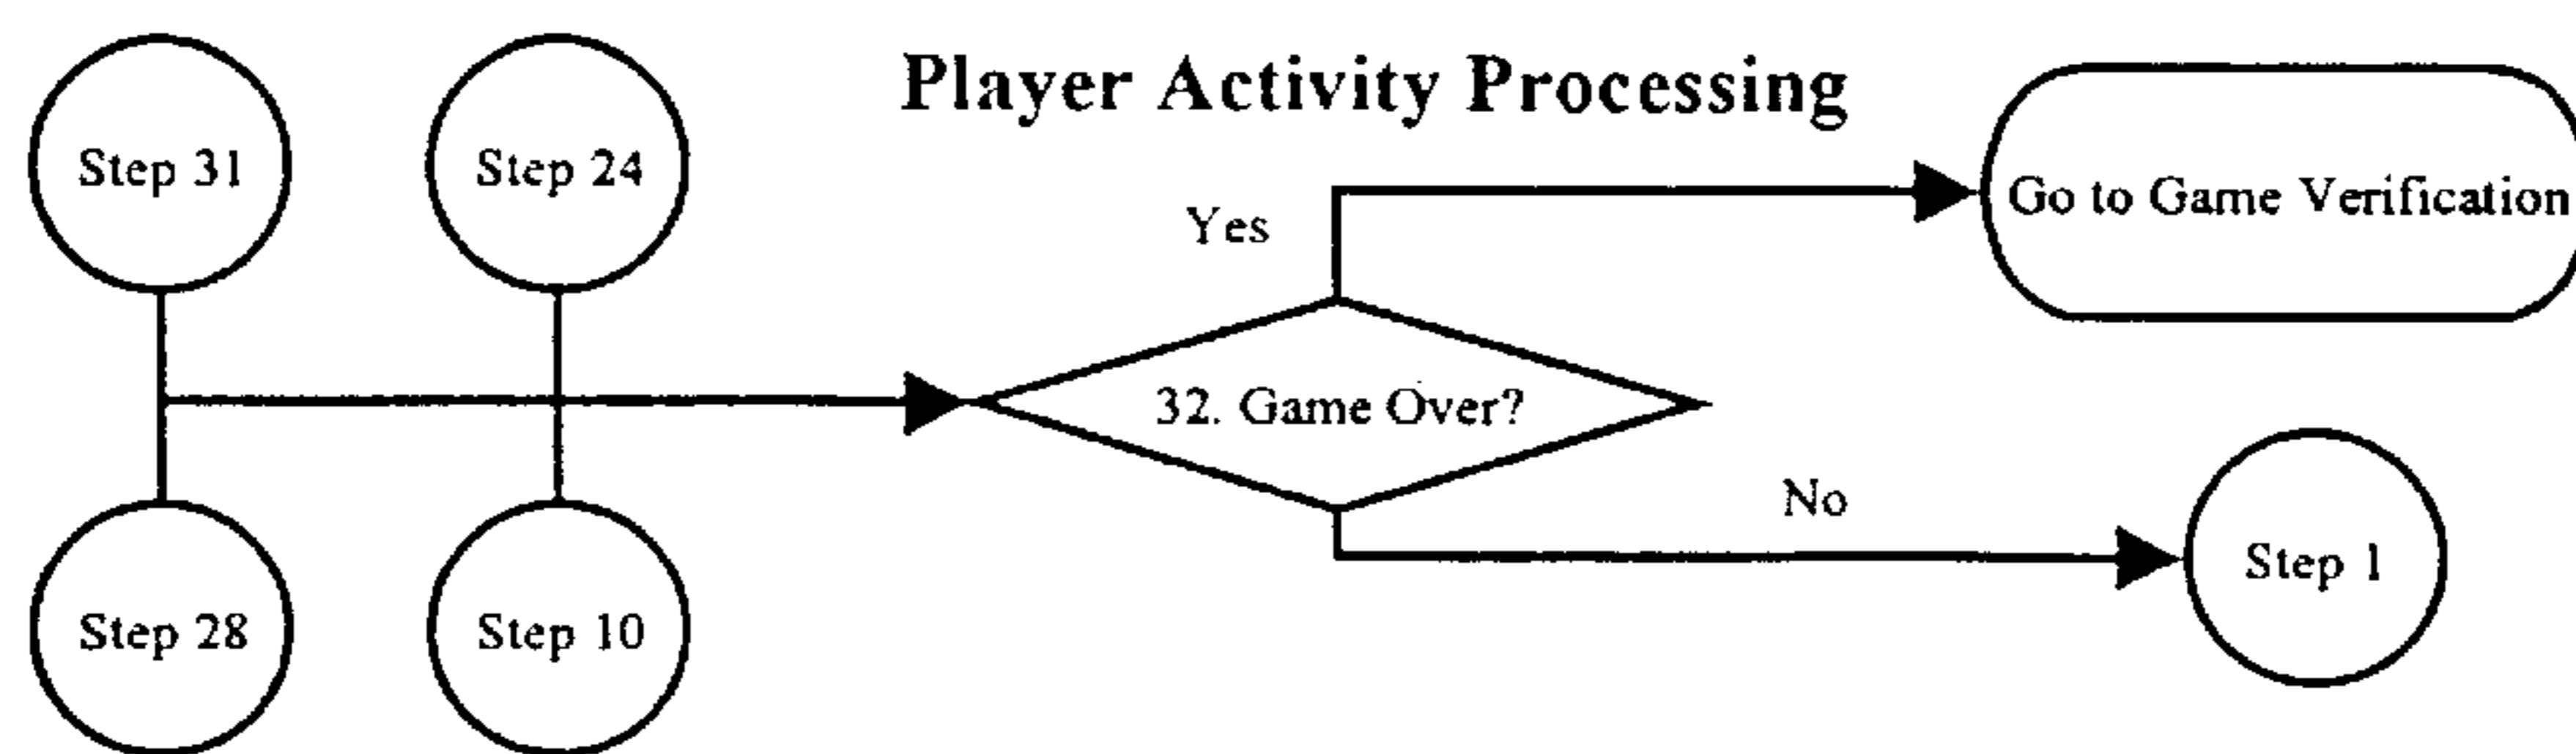 Player Activity Processing
Step 31
Step 24
Yes
Go to Game Verification
32. Game Over?
No
Step 1
Step 28
Step 10